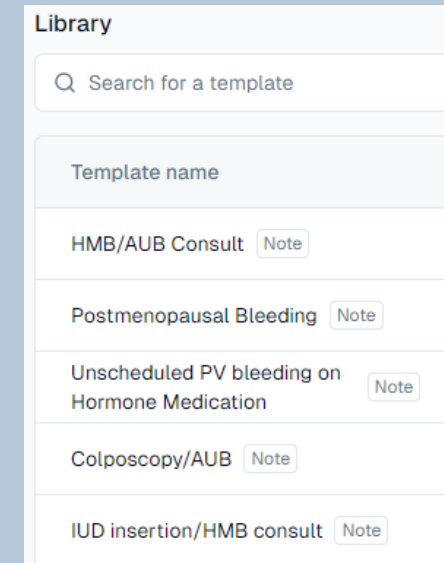 Library
Search for a template
Template name
HMB/AUB Consult Note
Postmenopausal Bleeding Note
Unscheduled PV bleeding on
Hormone Medication Note
Colposcopy/AUB Note
IUD insertion/HMB consult Note